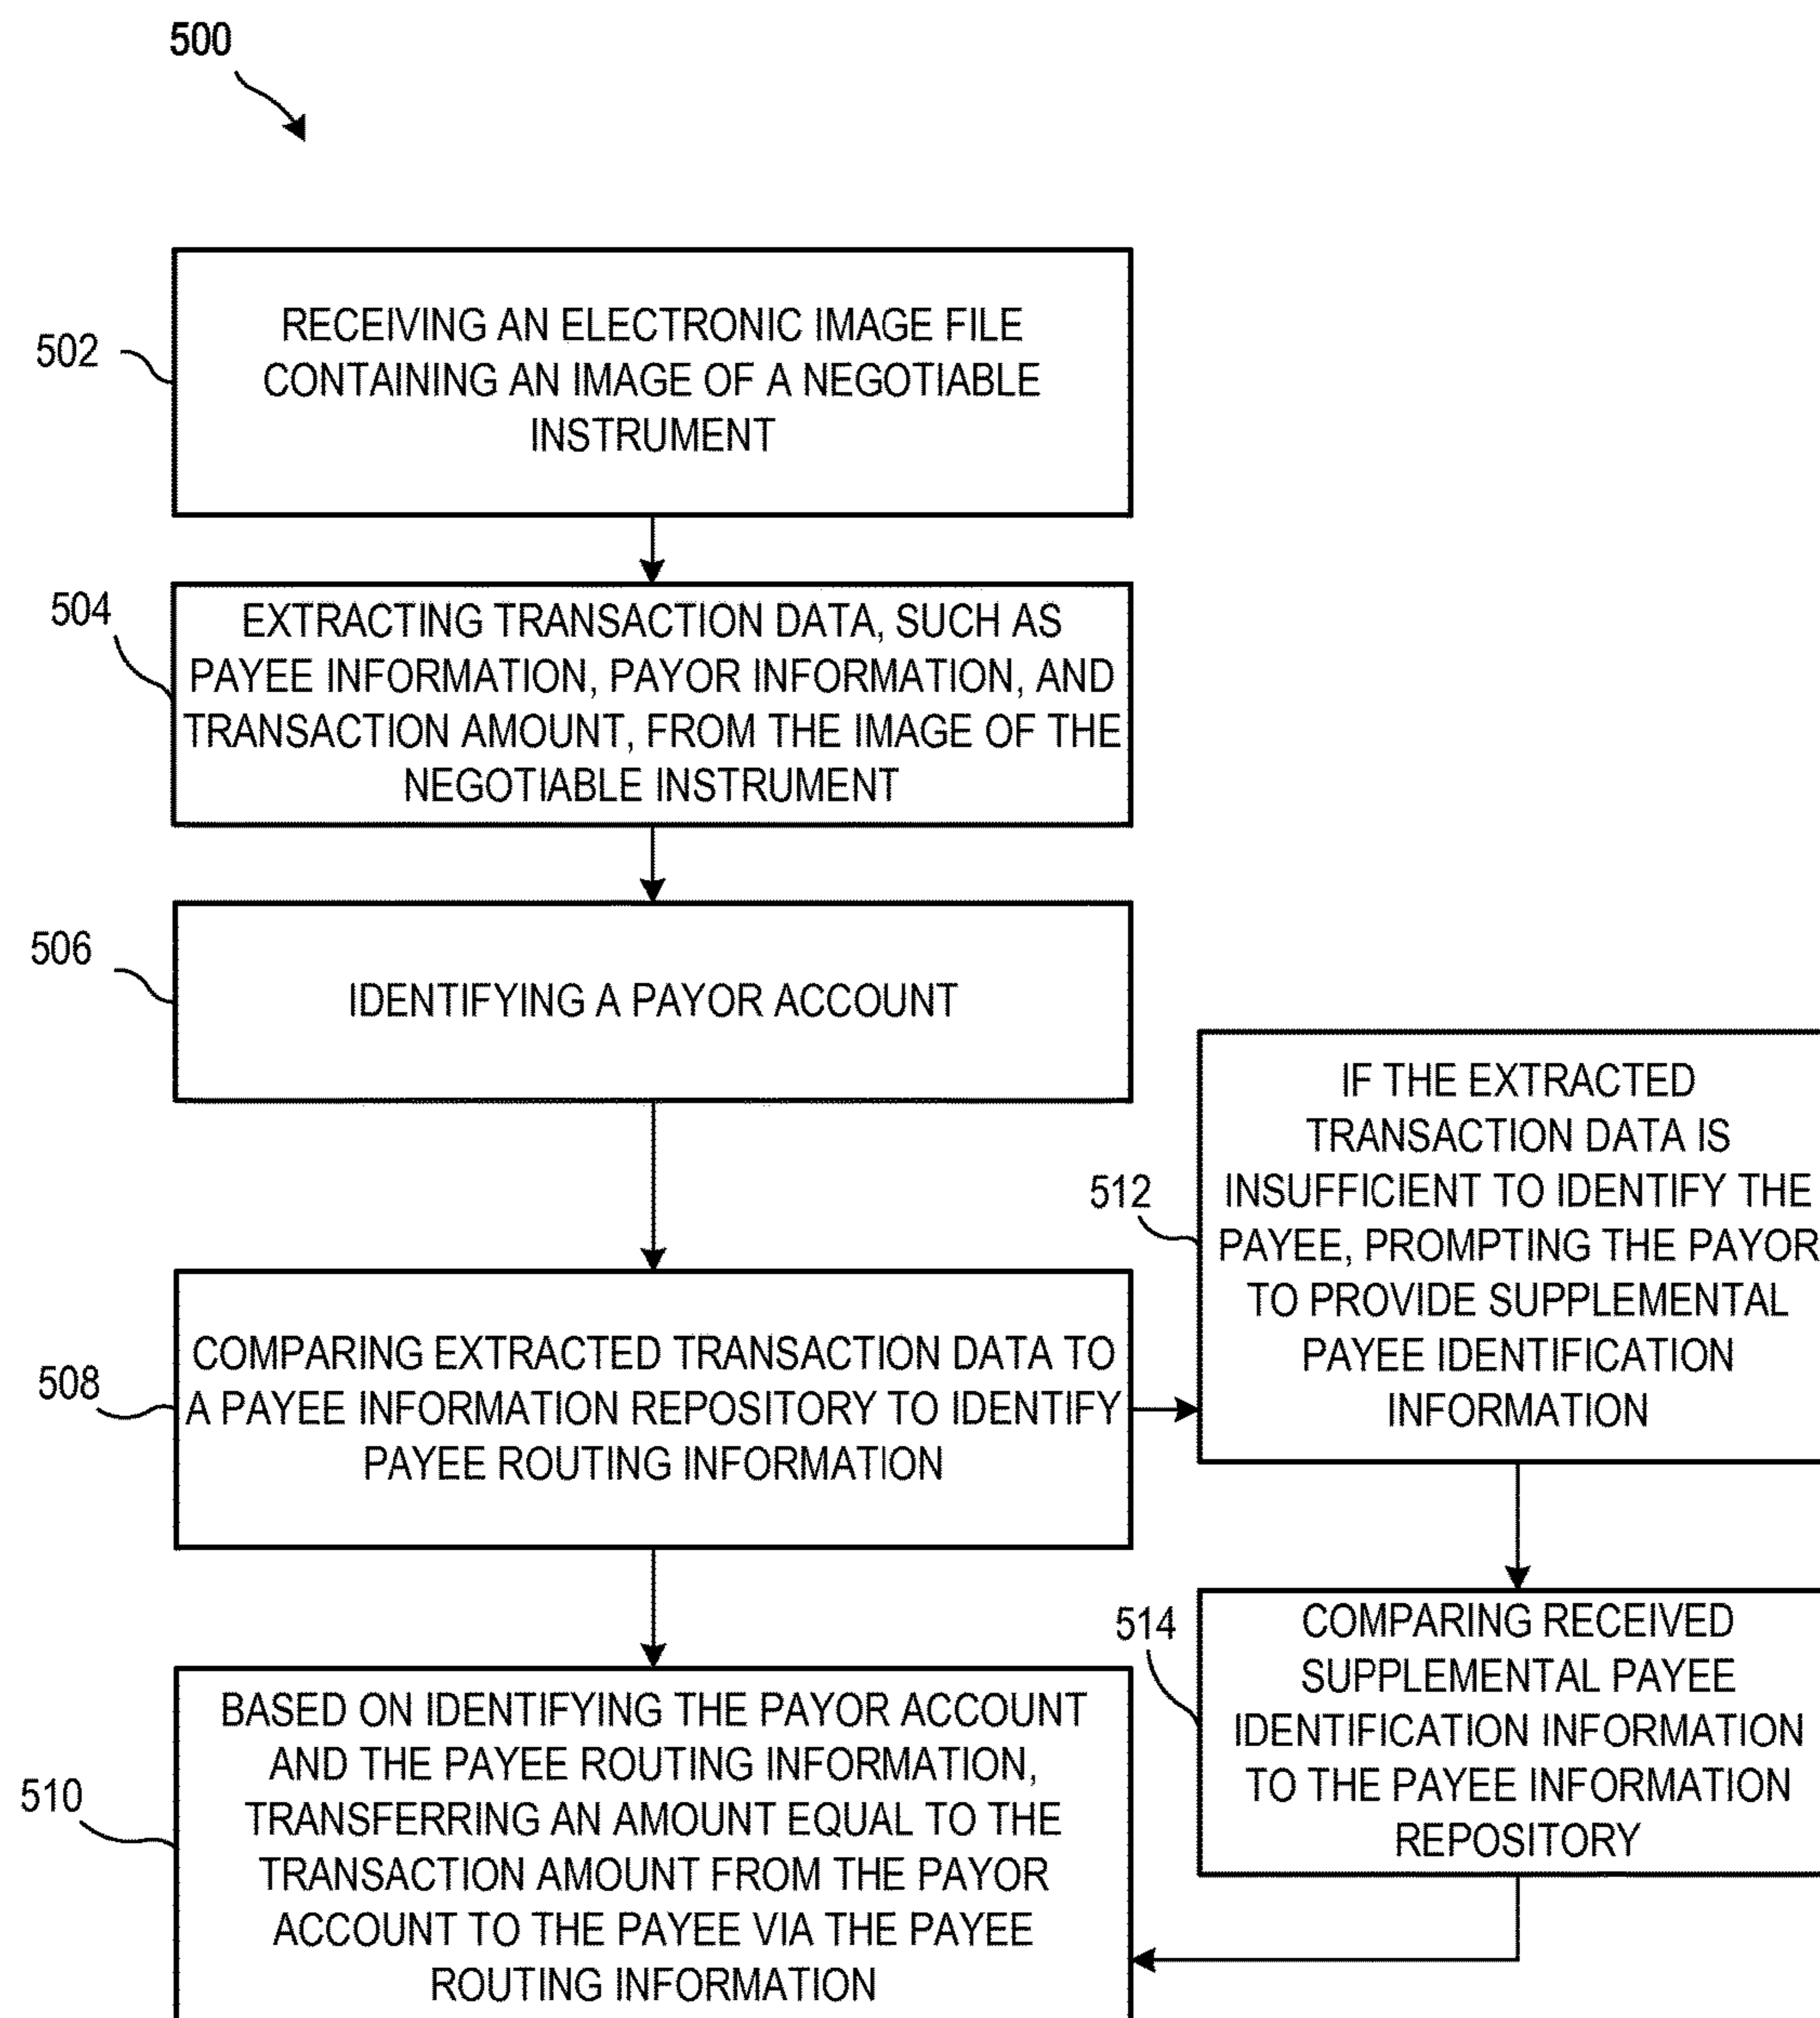 500
502
RECEIVING AN ELECTRONIC IMAGE FILE
CONTAINING AN IMAGE OF A NEGOTIABLE
INSTRUMENT
504
EXTRACTING TRANSACTION DATA, SUCH AS
PAYEE INFORMATION, PAYOR INFORMATION, AND
TRANSACTION AMOUNT, FROM THE IMAGE OF THE
NEGOTIABLE INSTRUMENT
506
IDENTIFYING A PAYOR ACCOUNT
508
COMPARING EXTRACTED TRANSACTION DATA TO
A PAYEE INFORMATION REPOSITORY TO IDENTIFY
PAYEE ROUTING INFORMATION
512
IF THE EXTRACTED
TRANSACTION DATA IS
INSUFFICIENT TO IDENTIFY THE
PAYEE, PROMPTING THE PAYOR
TO PROVIDE SUPPLEMENTAL
PAYEE IDENTIFICATION
INFORMATION
514
COMPARING RECEIVED
SUPPLEMENTAL PAYEE
IDENTIFICATION INFORMATION
TO THE PAYEE INFORMATION
REPOSITORY
510
BASED ON IDENTIFYING THE PAYOR ACCOUNT
AND THE PAYEE ROUTING INFORMATION,
TRANSFERRING AN AMOUNT EQUAL TO THE
TRANSACTION AMOUNT FROM THE PAYOR
ACCOUNT TO THE PAYEE VIA THE PAYEE
ROUTING INFORMATION